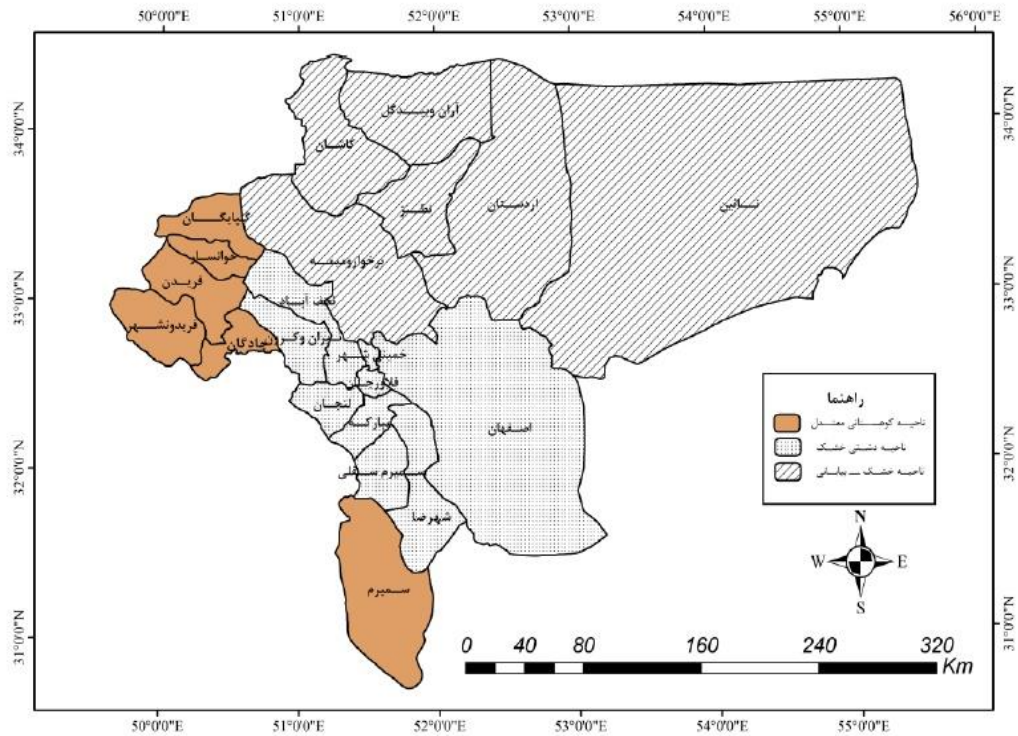 50°0'0"E 51°0'0"E 52°0'0"E 53°0'0"E 54°0'0"E 55°0'0"E 56°0'0"E
34°0'0"N
33°0'0"N
32°0'0"N
31°0'0"N
34°0'0"N
33°0'0"N
32°0'0"N
31°0'0"N
آران وبیدگل
کاشان
نطنز
اردستان
نائین
گلپایگان
خوانسار
فریدن
فریدونشهر
چادگان
برخوارومیمه
نجف آباد
تیران وکرون
خمینی شهر
فلاورجان
لنجان
مبارکه
اصفهان
سمیرم سفلی
شهرضا
سمیرم
راهنما
ناحیه کوهستانی معتدل
ناحیه دشتی خشک
ناحیه خشک - بیابانی
N
W E
S
0 40 80 160 240 320
Km
50°0'0"E 51°0'0"E 52°0'0"E 53°0'0"E 54°0'0"E 55°0'0"E